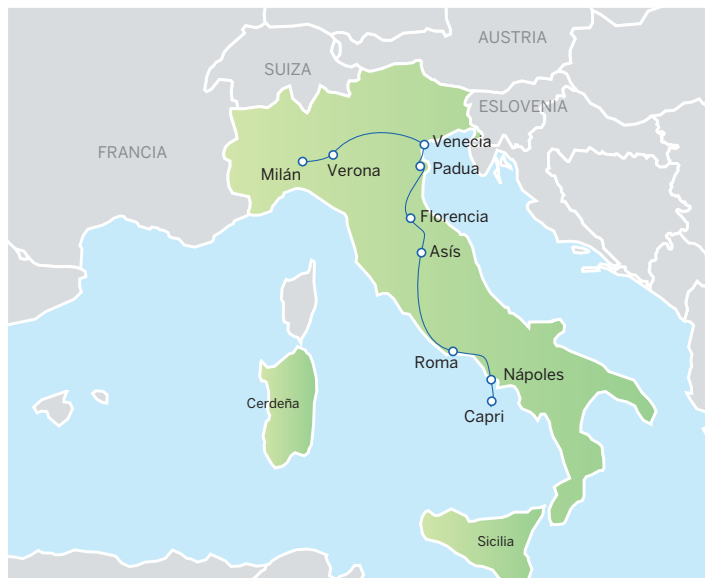 AUSTRIA
SUIZA
ESLOVENIA
FRANCIA
Venecia
Verona
Padua
Milán
Florencia
Asís
Roma
Nápoles
Cerdeña
Capri
Sicilia